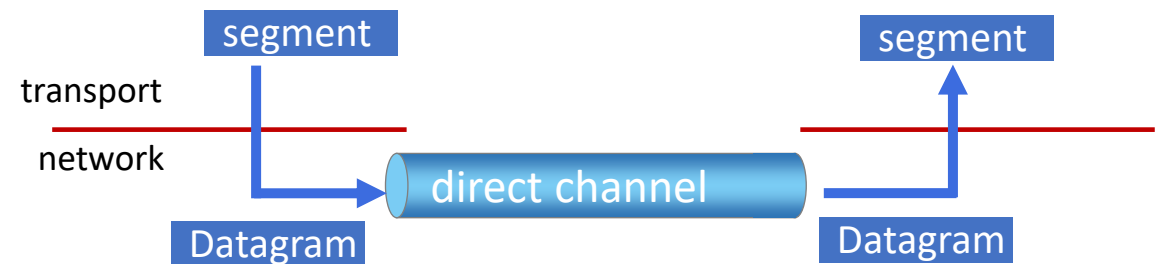 segment
segment
transport
network
direct channel
Datagram
Datagram